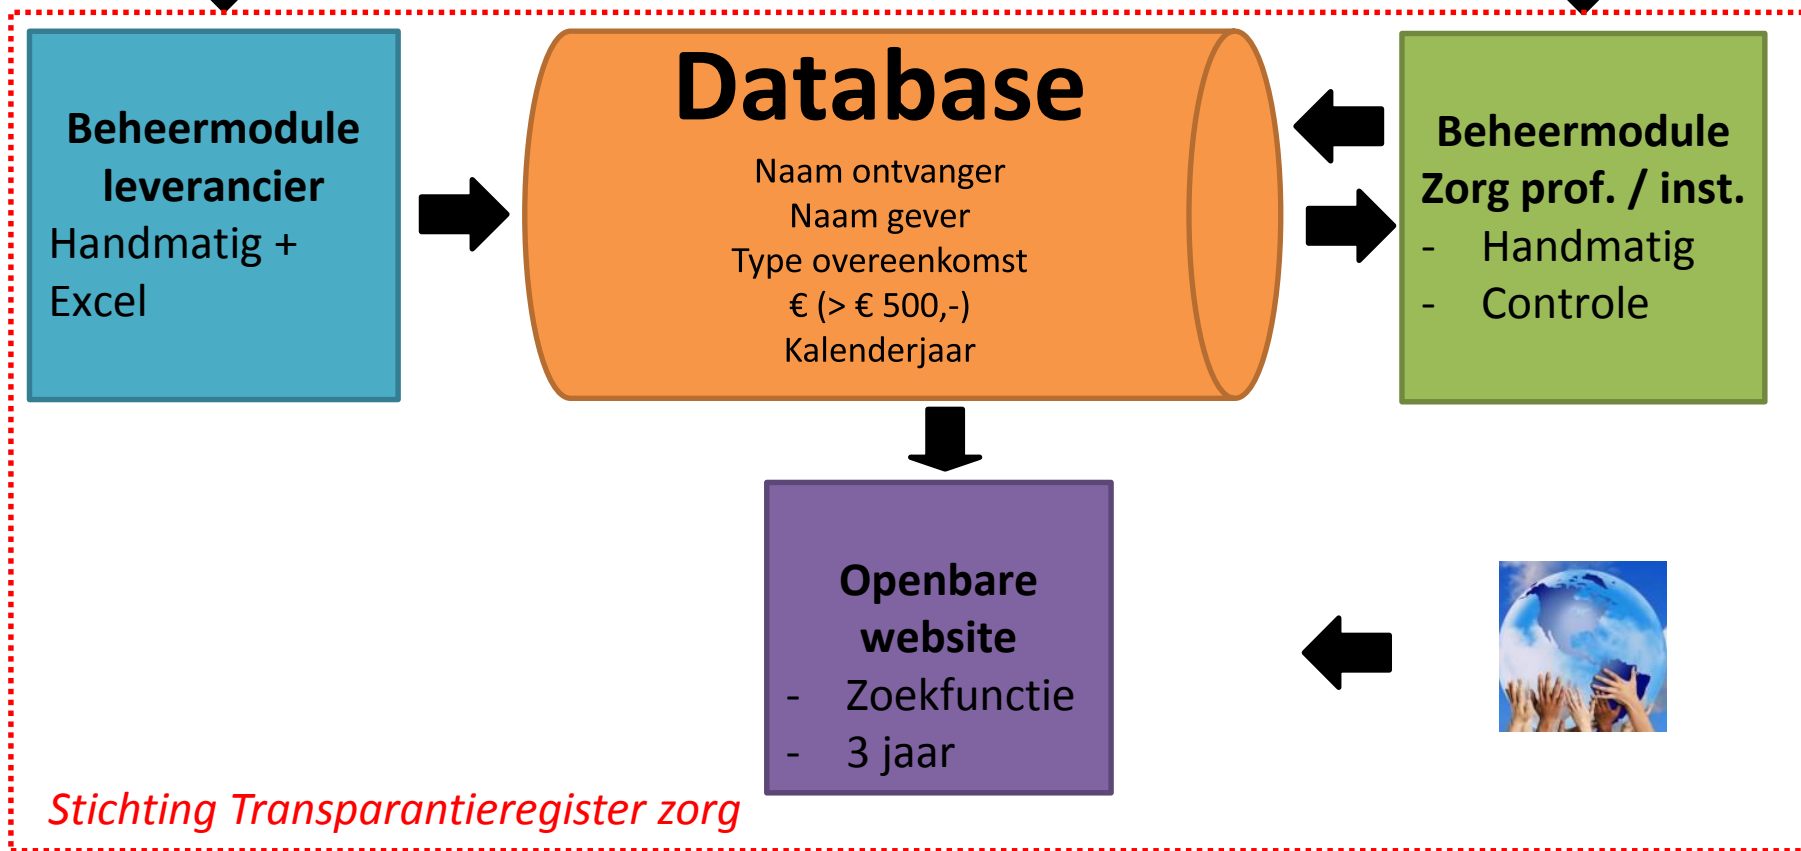 Beheermodule
leverancier
Handmatig +
Excel
Database
Naam ontvanger
Naam gever
Type overeenkomst
€ (> € 500,-)
Kalenderjaar
Beheermodule
Zorg prof. / inst.
- Handmatig
- Controle
Openbare
website
- Zoekfunctie
- 3 jaar
Stichting Transparantieregister zorg